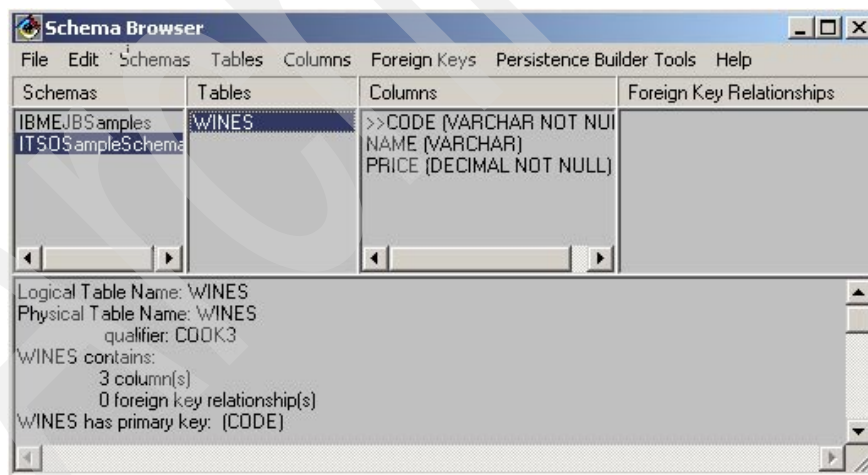 Schema Browser
File Edit Schemas Tables Columns Foreign Keys Persistence Builder Tools Help
Schemas Tables Columns Foreign Key Relationships
IBMEJBSamples
ITSOSampleSchema
WINES
>>CODE (VARCHAR NOT NUL
NAME (VARCHAR)
PRICE (DECIMAL NOT NULL)
Logical Table Name: WINES
Physical Table Name: WINES
qualifier: COOK3
WINES contains:
3 column(s)
0 foreign key relationship(s)
WINES has primary key: (CODE)